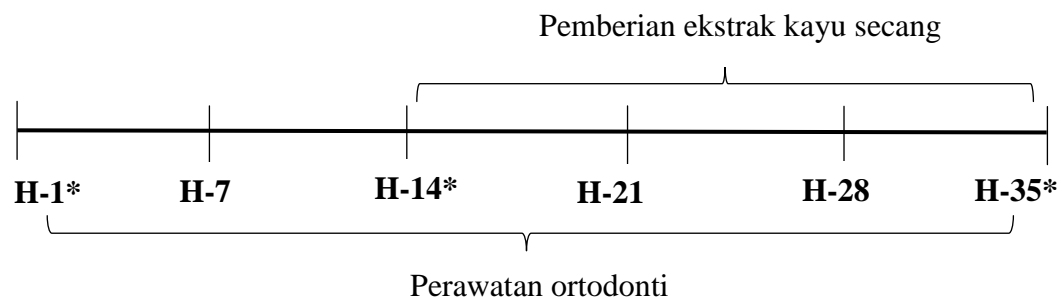 Pemberian ekstrak kayu secang
H-1* H-7 H-14* H-21 H-28 H-35*
Perawatan ortodonti